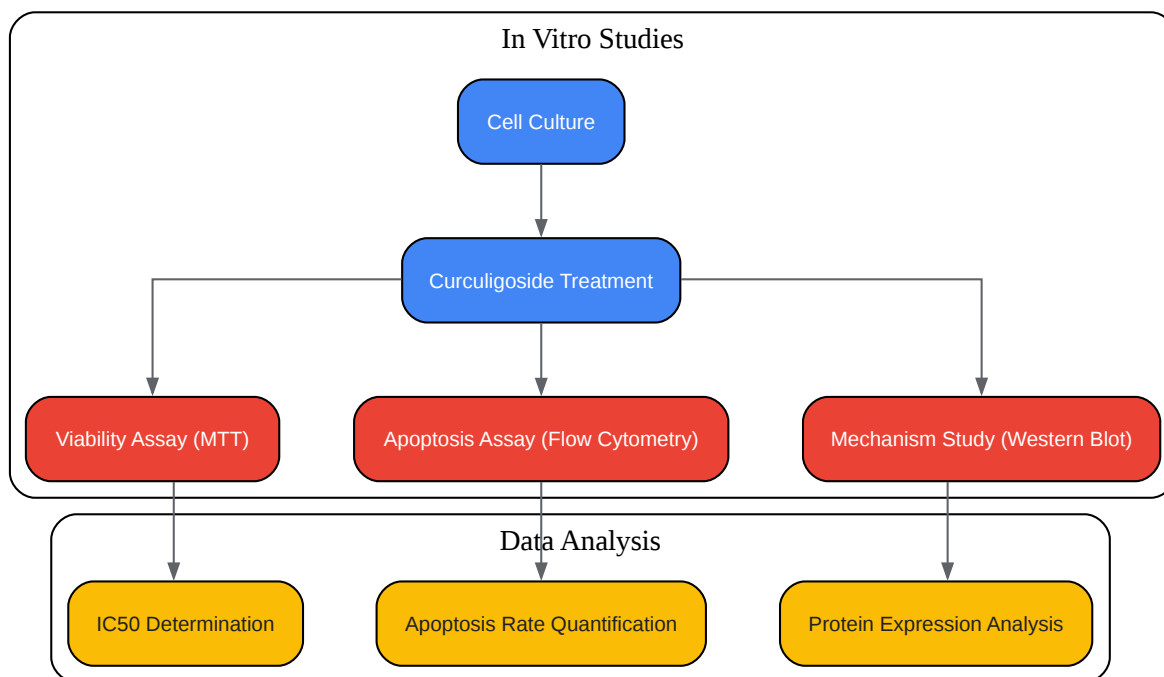 In Vitro Studies
Cell Culture
Curculigoside Treatment
Viability Assay (MTT)
Apoptosis Assay (Flow Cytometry)
Mechanism Study (Western Blot)
Data Analysis
IC50 Determination
Apoptosis Rate Quantification
Protein Expression Analysis